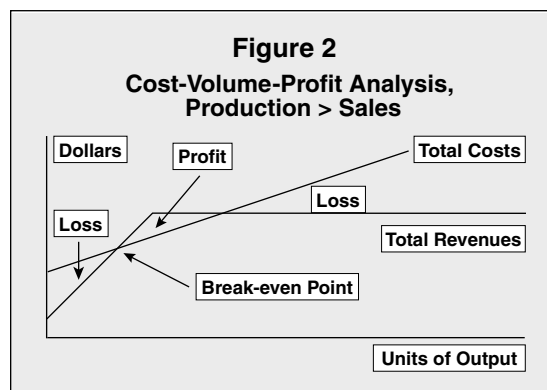 Figure 2
Cost-Volume-Profit Analysis,
Production > Sales
Dollars
Profit
Total Costs
Loss
Loss
Total Revenues
Break-even Point
Units of Output